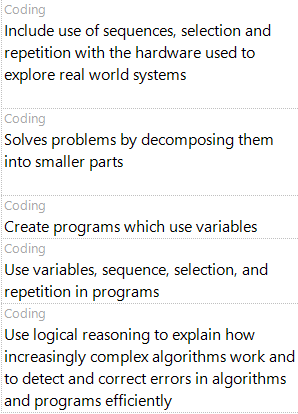 Coding
Include use of sequences, selection and
repetition with the hardware used to
explore real world systems
Coding
Solves problems by decomposing them
into smaller parts
Coding
Create programs which use variables
Coding
Use variables, sequence, selection, and
repetition in programs
Coding
Use logical reasoning to explain how
increasingly complex algorithms work and
to detect and correct errors in algorithms
and programs efficiently